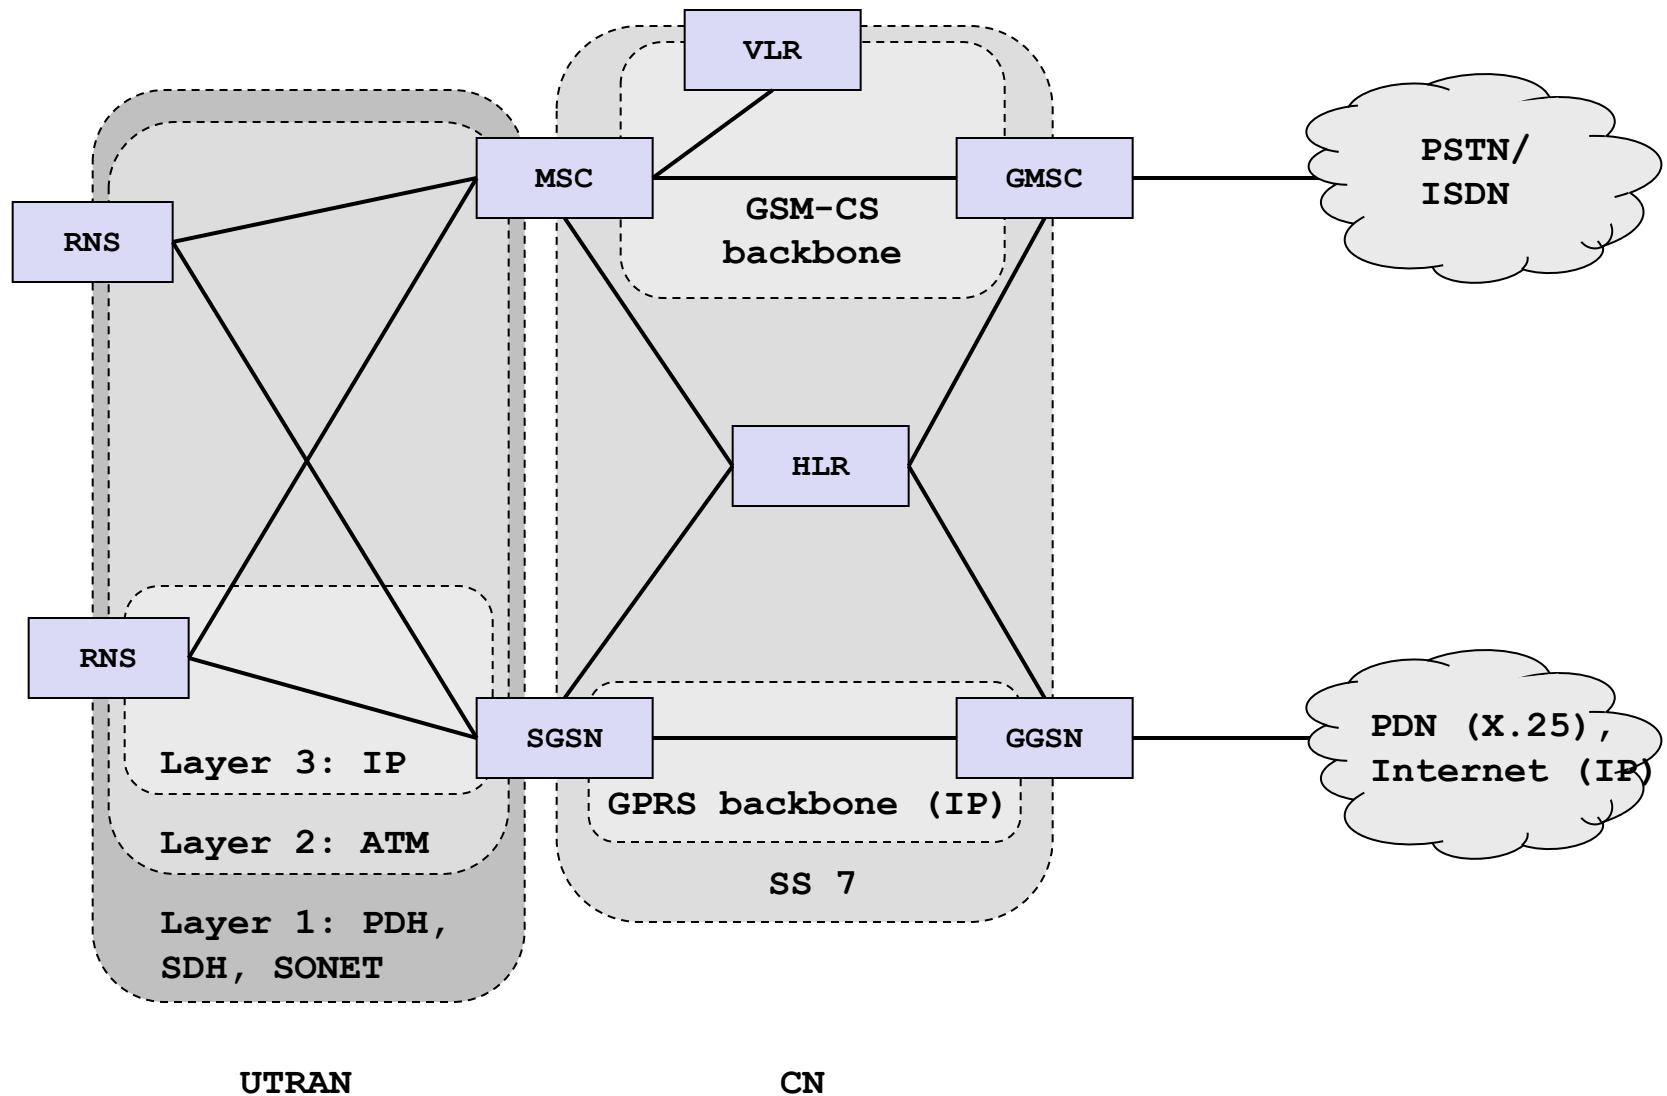 VLR
MSC
GMSC
PSTN/
ISDN
GSM-CS
backbone
RNS
HLR
RNS
SGSN
GGSN
PDN (X.25),
Internet (IP)
Layer 3: IP
GPRS backbone (IP)
Layer 2: ATM
SS 7
Layer 1: PDH,
SDH, SONET
UTRAN
CN